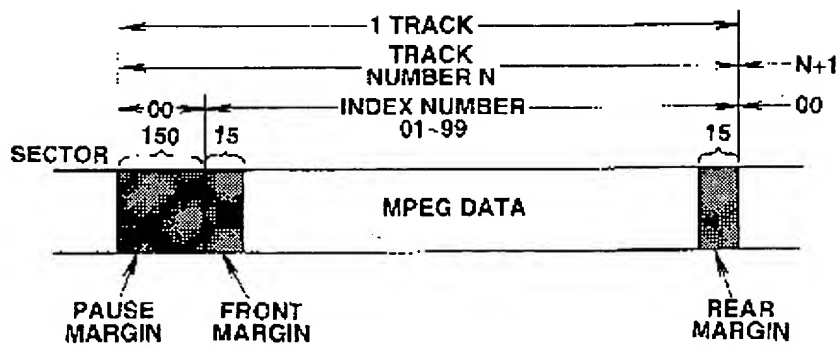 1 TRACK
TRACK NUMBER N
N+1
00
INDEX NUMBER 01~99
00
150
15
15
SECTOR
MPEG DATA
PAUSE MARGIN
FRONT MARGIN
REAR MARGIN